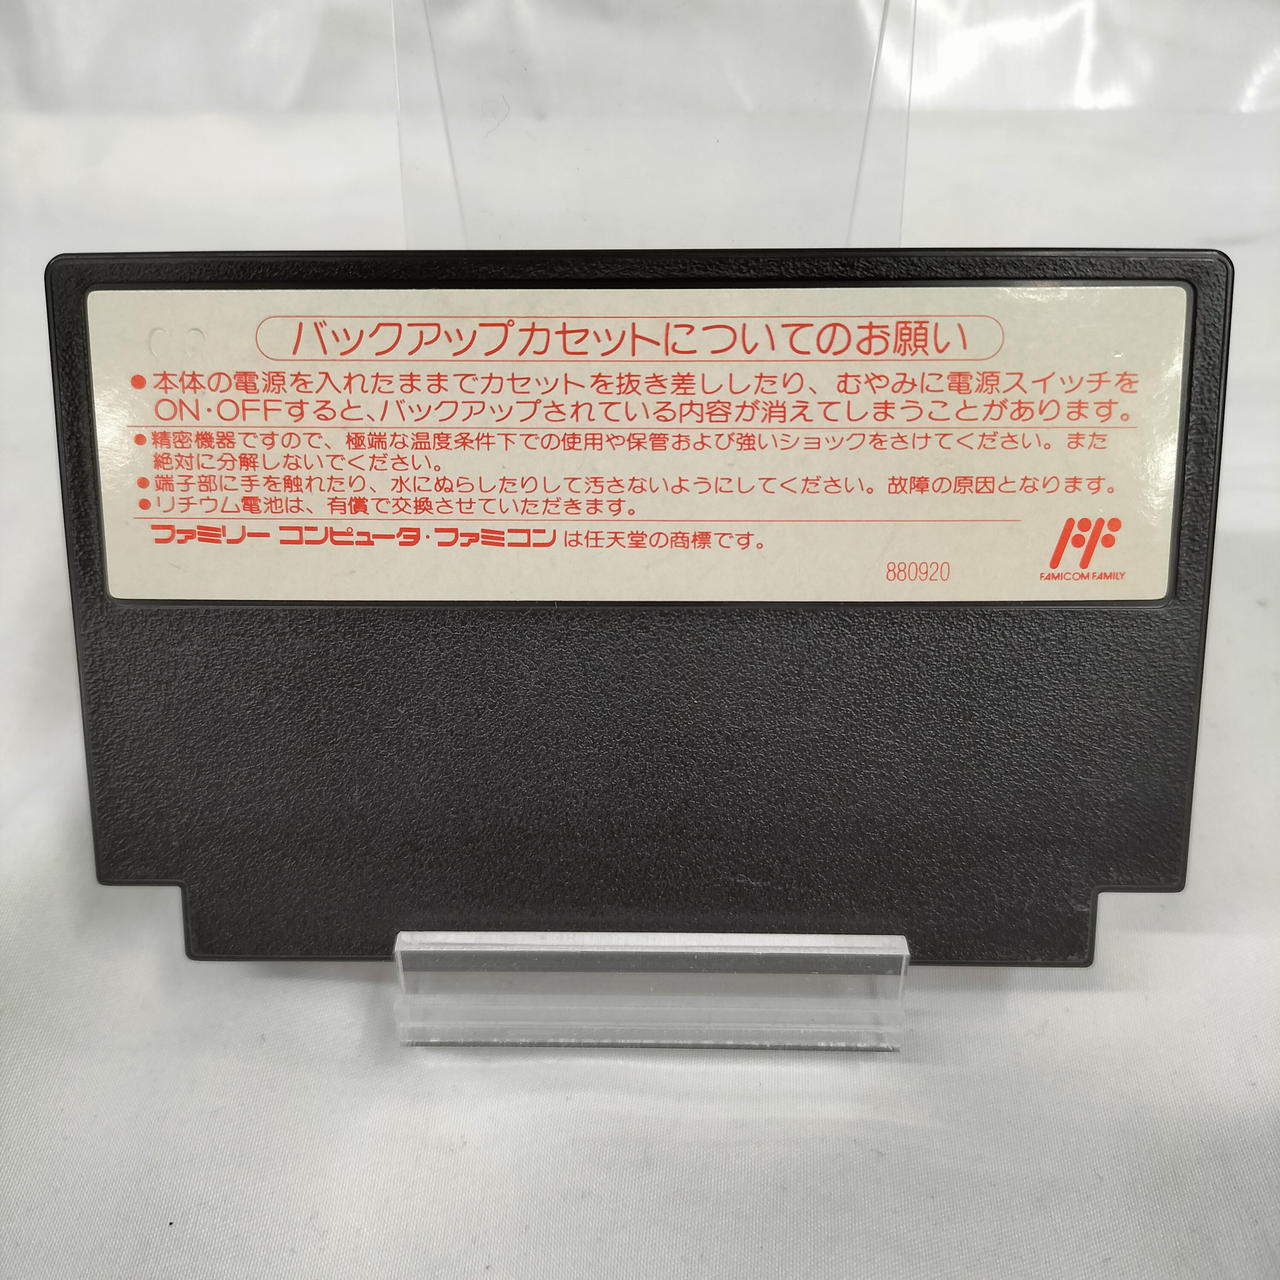 バックアップカセットについてのお願い
●本体の電源を入れたままでカセットを抜き差ししたり、むやみに電源スイッチを
ON・OFFすると、バックアップされている内容が消えてしまうことがあります。
●精密機器ですので、極端な温度条件下での使用や保管および強いショックをさけてください。また
絶対に分解しないでください。
●端子部に手を触れたり、水にぬらしたりして汚さないようにしてください。故障の原因となります。
●リチウム電池は、有償で交換させていただきます。
ファミリーコンピュータ・ファミコンは任天堂の商標です。
880920
FAMICOM FAMILY